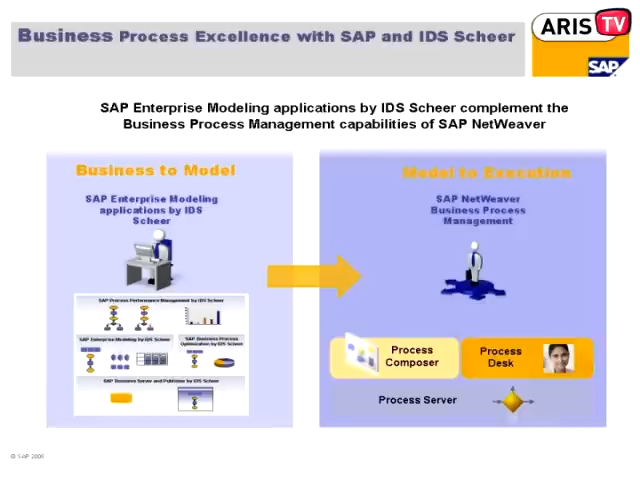 Business Process Excellence with SAP and IDS Scheer
ARIS TV
SAP
SAP Enterprise Modeling applications by IDS Scheer complement the
Business Process Management capabilities of SAP NetWeaver
Business to Model
SAP Enterprise Modeling
applications by IDS
Scheer
SAP Process Performance Management by IDS Scheer
SAP Enterprise Modeling by IDS Scheer
SAP Business Process
Optimization by IDS Scheer
SAP Business Server and Publisher by IDS Scheer
Model to Execution
SAP NetWeaver
Business Process
Management
Process
Composer
Process
Desk
Process Server
© SAP